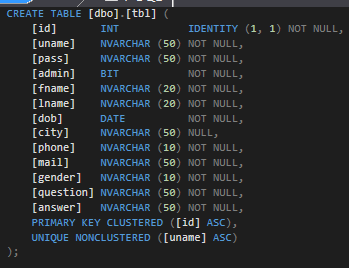 CREATE TABLE [dbo].[tbl] (
[id] INT IDENTITY (1, 1) NOT NULL,
[uname] NVARCHAR (50) NOT NULL,
[pass] NVARCHAR (50) NOT NULL,
[admin] BIT NOT NULL,
[fname] NVARCHAR (20) NOT NULL,
[lname] NVARCHAR (20) NOT NULL,
[dob] DATE NOT NULL,
[city] NVARCHAR (50) NULL,
[phone] NVARCHAR (10) NOT NULL,
[mail] NVARCHAR (50) NOT NULL,
[gender] NVARCHAR (10) NOT NULL,
[question] NVARCHAR (50) NOT NULL,
[answer] NVARCHAR (50) NOT NULL,
PRIMARY KEY CLUSTERED ([id] ASC),
UNIQUE NONCLUSTERED ([uname] ASC)
);